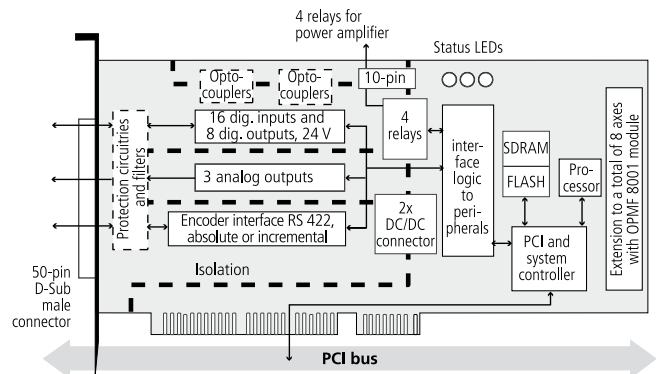 4 relays for
power amplifier
Status LEDs
Opto-
couplers
Opto-
couplers
10-pin
16 dig. inputs and
8 dig. outputs, 24 V
4
relays
3 analog outputs
Encoder interface RS 422,
absolute or incremental
2x
DC/DC
connector
Protection circuitries
and filters
inter-
face
logic
to
peri-
pherals
SDRAM
FLASH
Pro-
cessor
PCI and
system
controller
Extension to a total of 8 axes
with OPMF 8001 module
Isolation
50-pin
D-Sub
male
connector
PCI bus